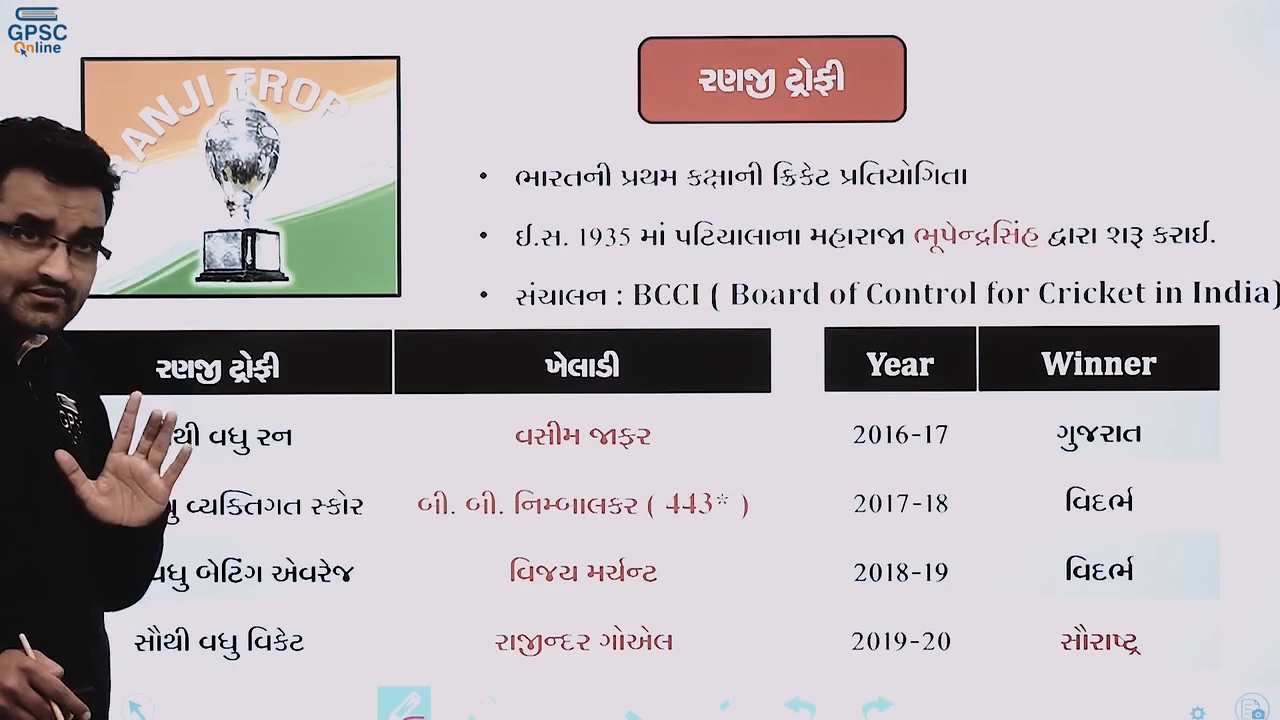 GPSC
Online
RANJI TROP
રણજી ટ્રોફી
• ભારતની પ્રથમ કક્ષાની ક્રિકેટ પ્રતિયોગિતા
• ઈ.સ. 1935 માં પટિયાલાના મહારાજા ભૂપેન્દ્રસિંહ દ્વારા શરૂ કરાઈ.
• સંચાલન : BCCI ( Board of Control for Cricket in India)
રણજી ટ્રોફી ખેલાડી
થી વધુ રન વસીમ જાફર
વ્યક્તિગત સ્કોર બી. બી. નિમ્બાલકર ( 443* )
વધુ બેટિંગ એવરેજ વિજય મર્ચન્ટ
સૌથી વધુ વિકેટ રાજીન્દર ગોએલ
Year Winner
2016-17 ગુજરાત
2017-18 વિદર્ભ
2018-19 વિદર્ભ
2019-20 સૌરાષ્ટ્ર